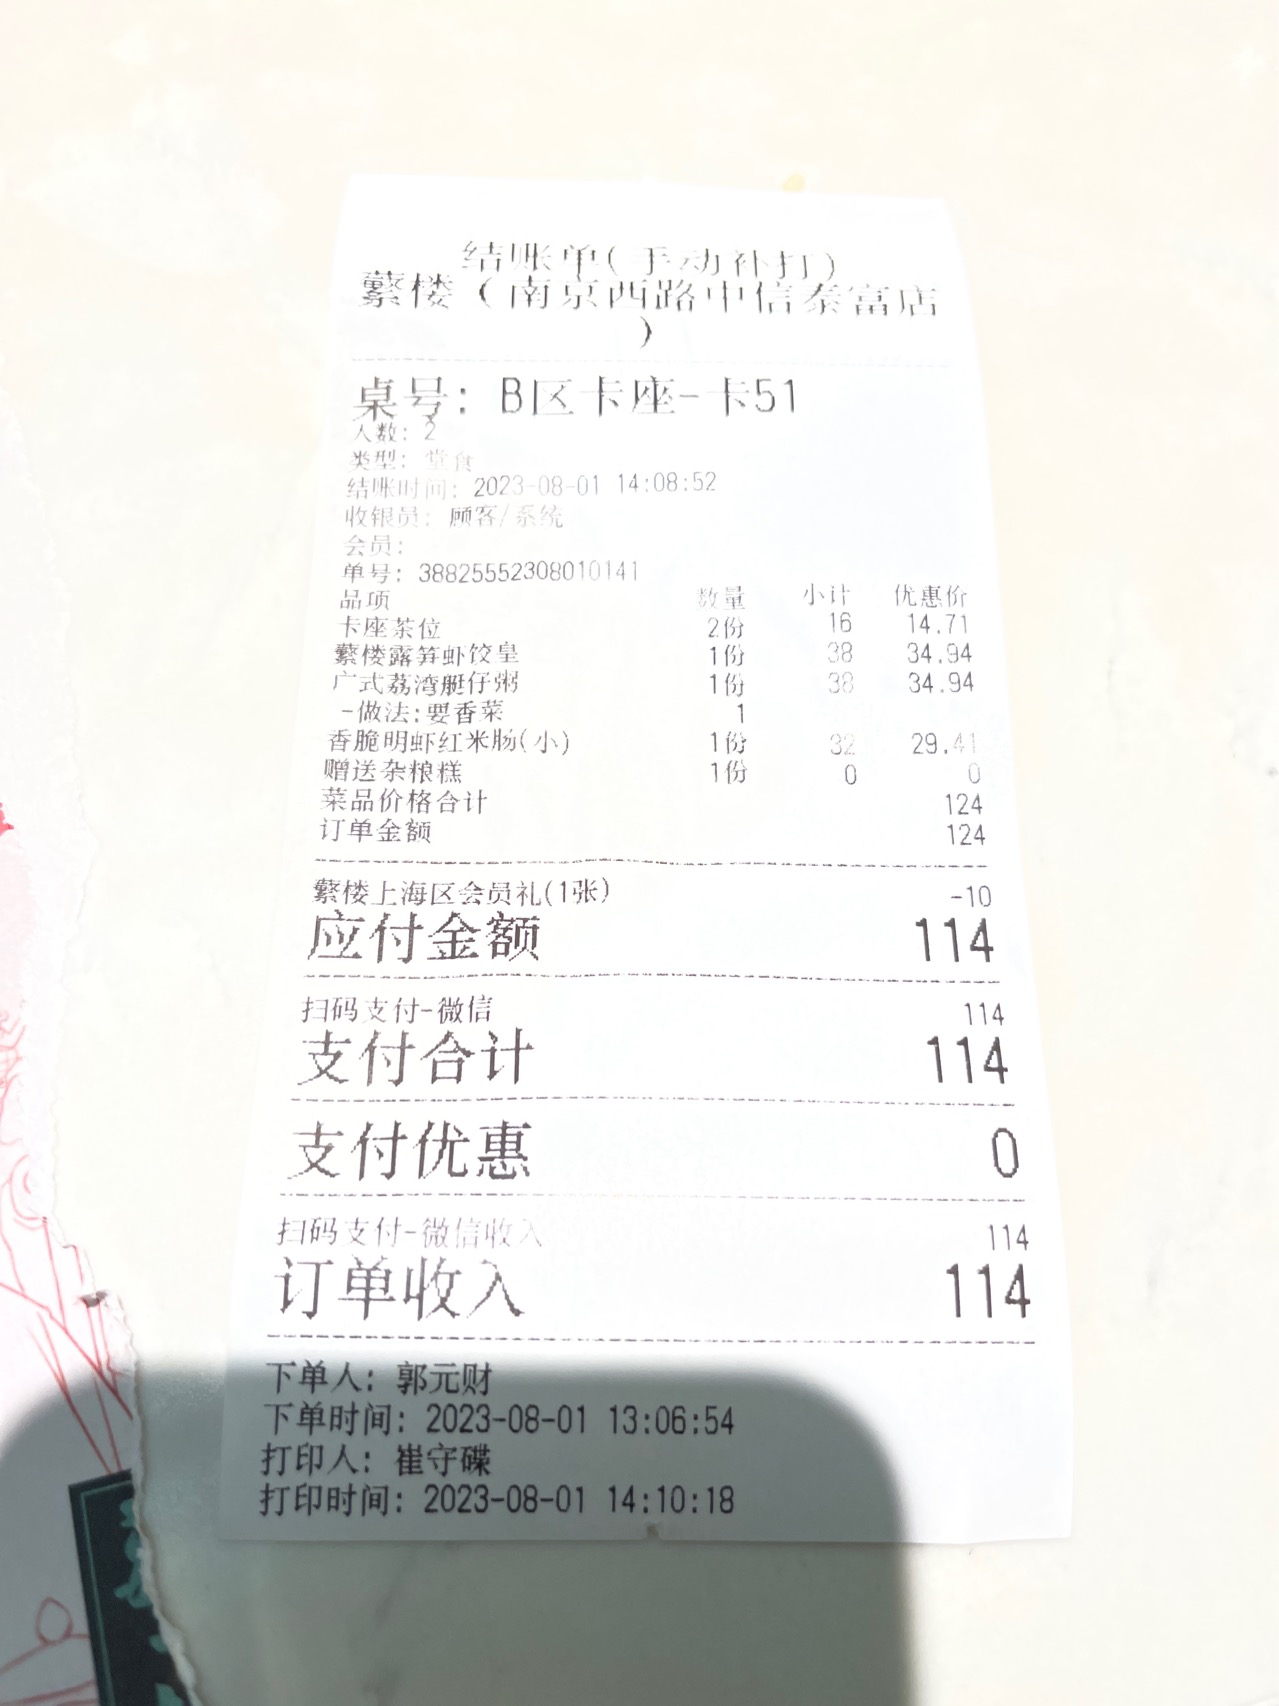 结账单(手动补打)
蘩楼（南京西路中信泰富店
）
桌号: B区卡座-卡51
人数: 2
类型: 堂食
结账时间: 2023-08-01 14:08:52
收银员: 顾客/系统
会员:
单号: 38825552308010141
品项 数量 小计 优惠价
卡座茶位 2份 16 14.71
蘩楼露笋虾饺皇 1份 38 34.94
广式荔湾艇仔粥 1份 38 34.94
-做法:要香菜 1
香脆明虾红米肠(小) 1份 32 29.41
赠送杂粮糕 1份 0 0
菜品价格合计 124
订单金额 124
蘩楼上海区会员礼(1张) -10
应付金额 114
扫码支付-微信 114
支付合计 114
支付优惠 0
扫码支付-微信收入 114
订单收入 114
下单人: 郭元财
下单时间: 2023-08-01 13:06:54
打印人: 崔守碟
打印时间: 2023-08-01 14:10:18